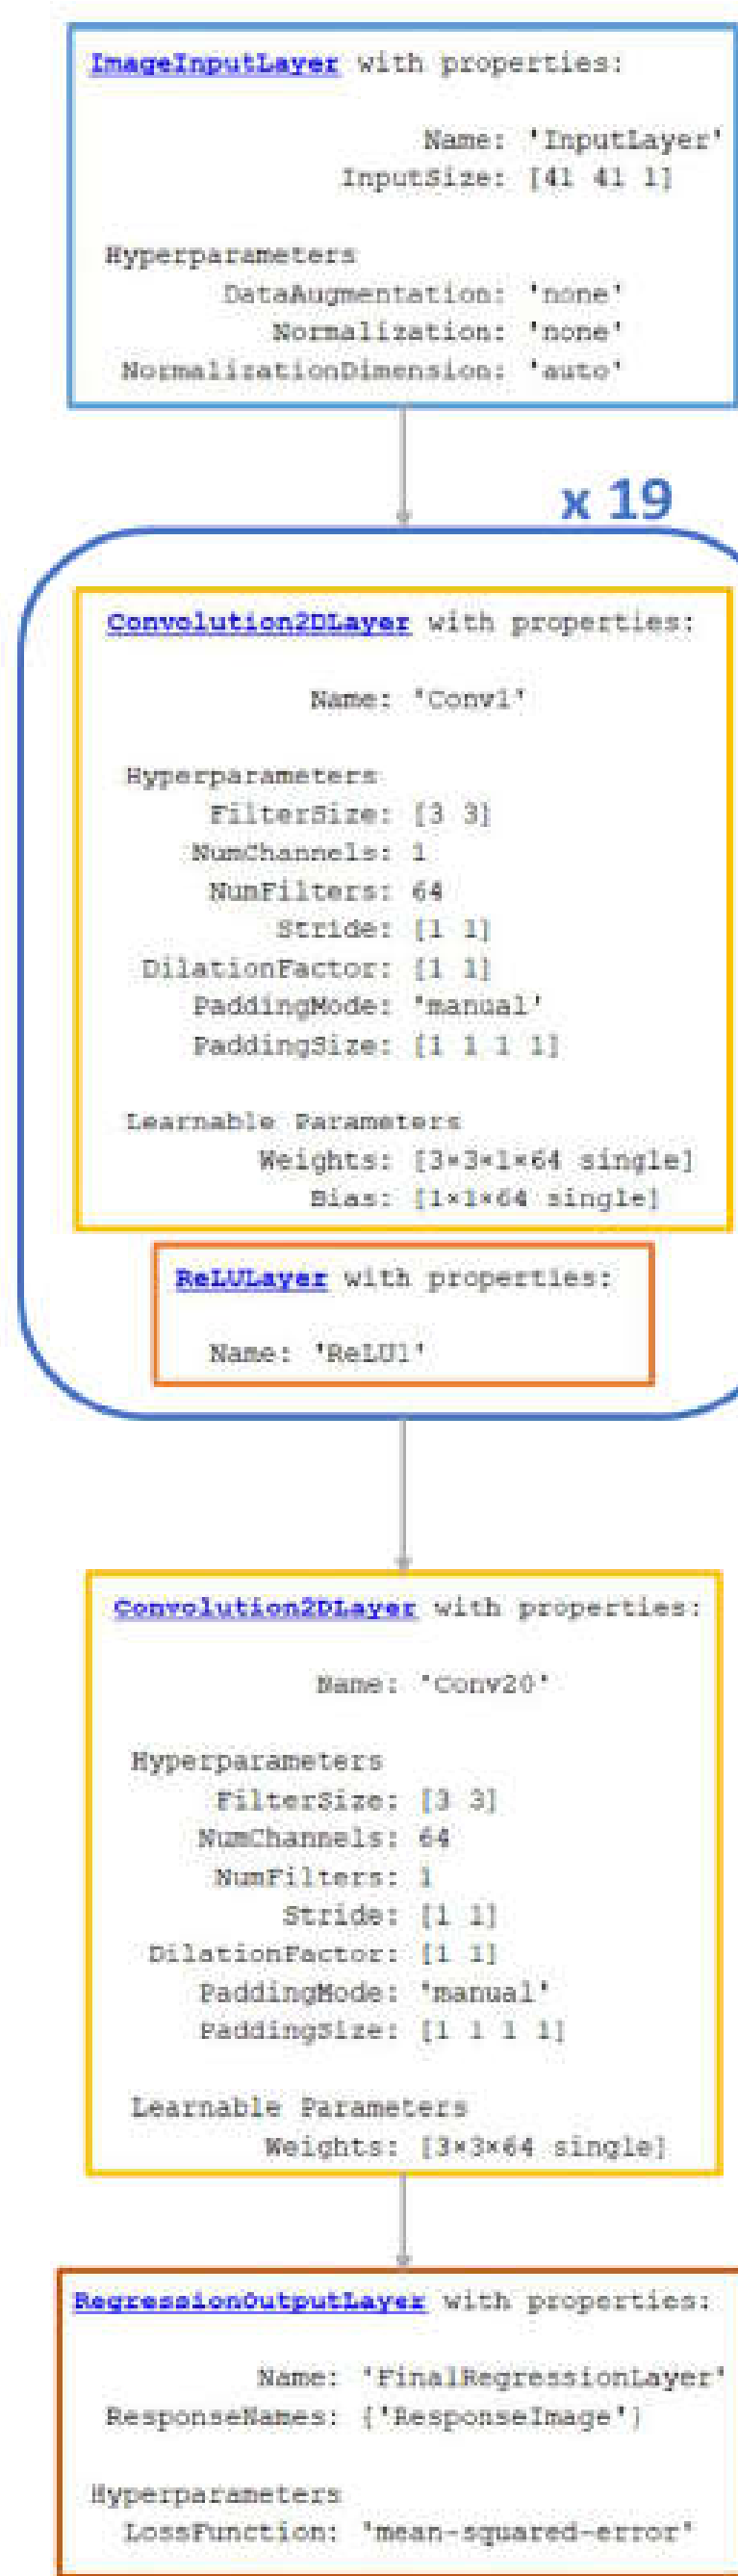 ImageInputLayer with properties:
Name: 'InputLayer'
InputSize: [41 41 1]
Hyperparameters
DataAugmentation: 'none'
Normalization: 'none'
NormalizationDimension: 'auto'
x 19
Convolution2DLayer with properties:
Name: 'Conv1'
Hyperparameters
FilterSize: [3 3]
NumChannels: 1
NumFilters: 64
Stride: [1 1]
DilationFactor: [1 1]
PaddingMode: 'manual'
PaddingSize: [1 1 1 1]
Learnable Parameters
Weights: [3×3×1×64 single]
Bias: [1×1×64 single]
ReLULayer with properties:
Name: 'ReLU1'
Convolution2DLayer with properties:
Name: 'Conv20'
Hyperparameters
FilterSize: [3 3]
NumChannels: 64
NumFilters: 1
Stride: [1 1]
DilationFactor: [1 1]
PaddingMode: 'manual'
PaddingSize: [1 1 1 1]
Learnable Parameters
Weights: [3×3×64 single]
RegressionOutputLayer with properties:
Name: 'FinalRegressionLayer'
ResponseNames: {'ResponseImage'}
Hyperparameters
LossFunction: 'mean-squared-error'